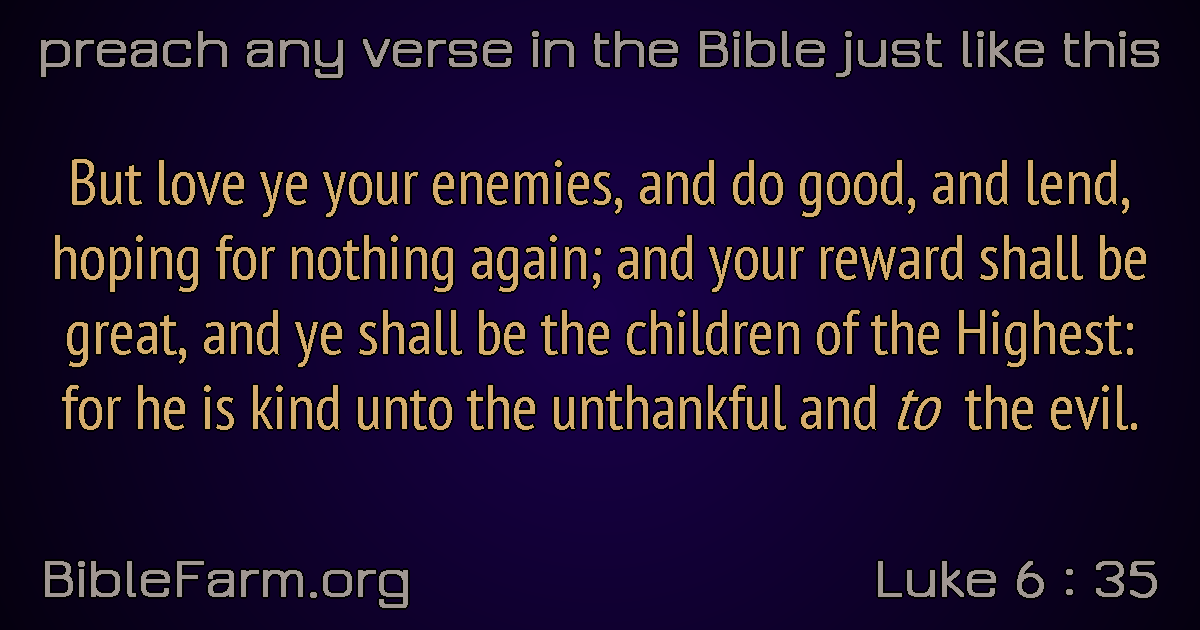 preach any verse in the Bible just like this
But love ye your enemies, and do good, and lend,
hoping for nothing again; and your reward shall be
great, and ye shall be the children of the Highest:
for he is kind unto the unthankful and to the evil.
BibleFarm.org
Luke 6 : 35